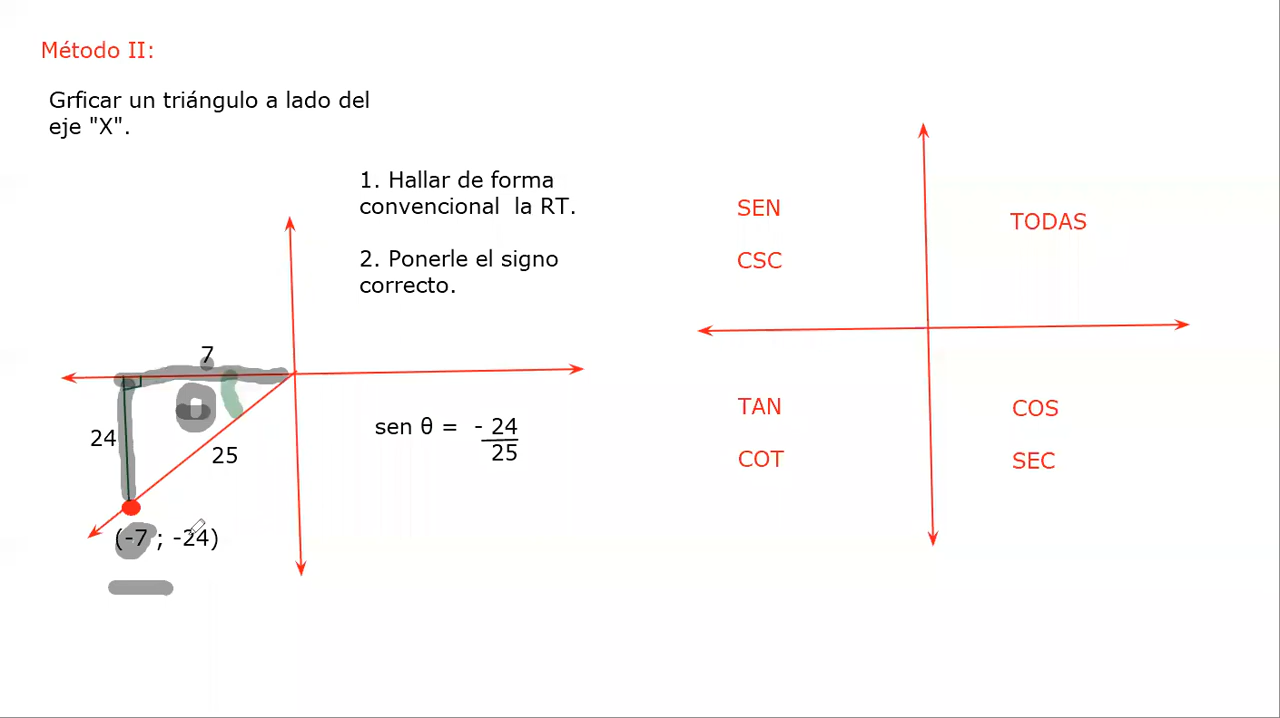 Método II:
Grficar un triángulo a lado del
eje "X".
1. Hallar de forma
convencional la RT.
2. Ponerle el signo
correcto.
7
24
25
(-7 ; -24)
sen θ = - 24
25
SEN
CSC
TODAS
TAN
COT
COS
SEC